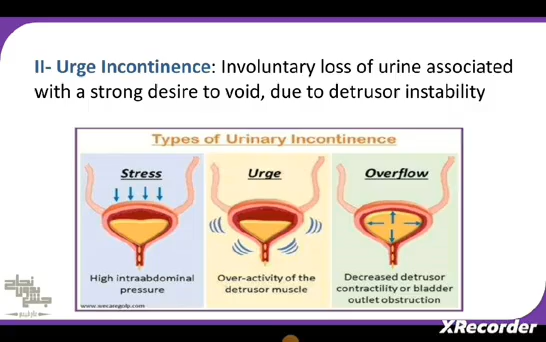 II- Urge Incontinence: Involuntary loss of urine associated
with a strong desire to void, due to detrusor instability
Types of Urinary Incontinence
Stress
High intraabdominal
pressure
www.wecaregolp.com
Urge
Over-activity of the
detrusor muscle
Overflow
Decreased detrusor
contractility or bladder
outlet obstruction
XRecorder